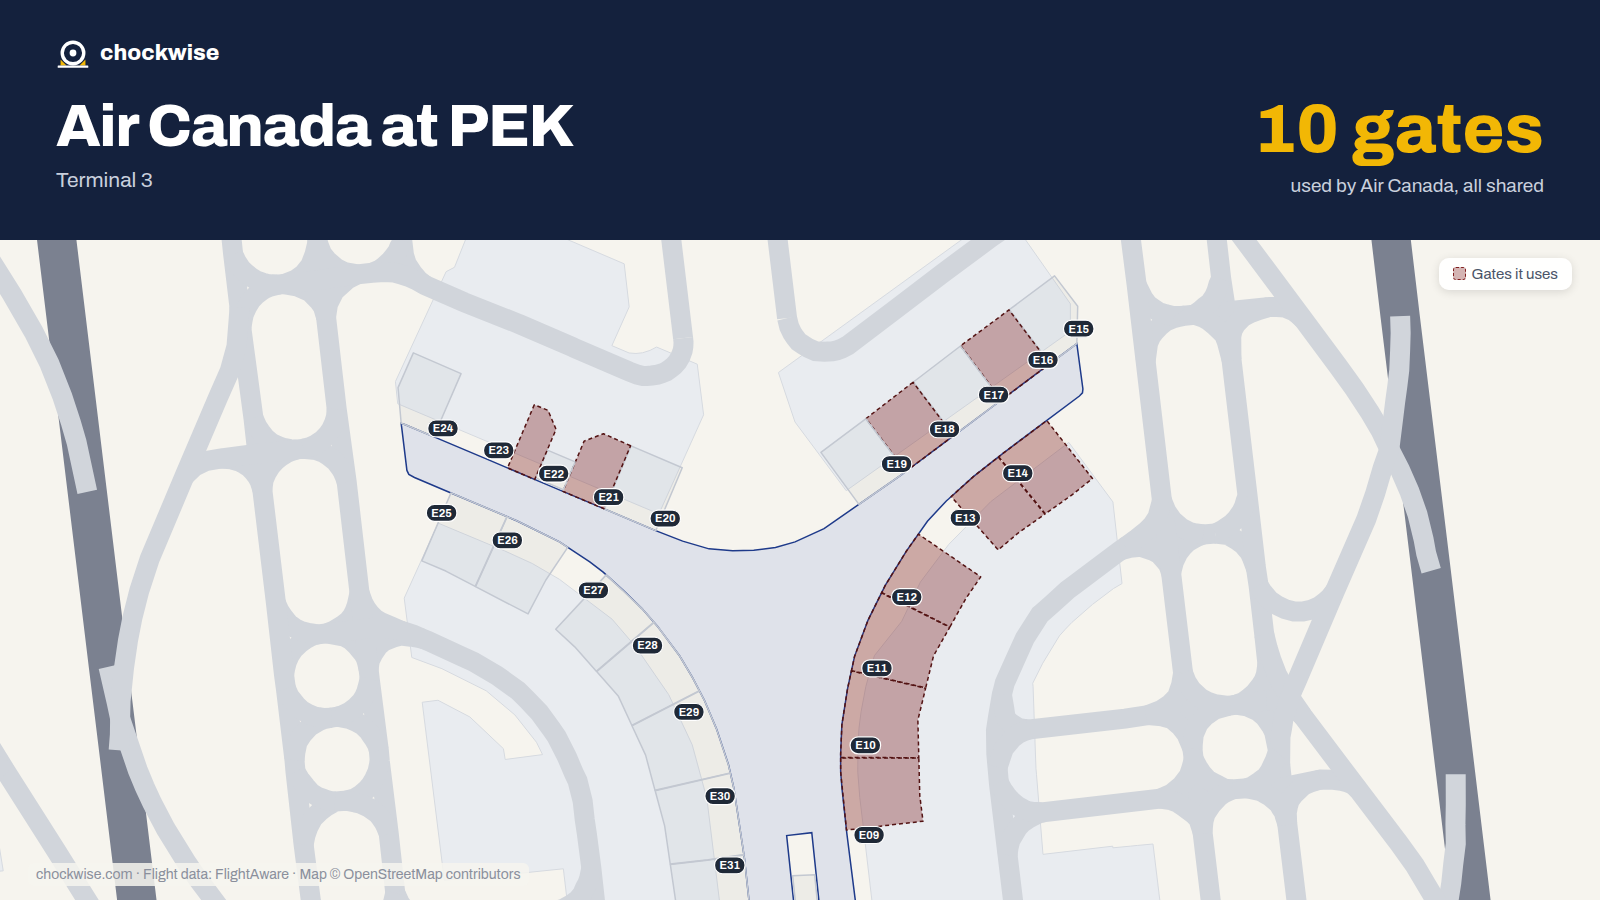 chockwise
Air Canada at PEK
Terminal 3
10 gates
used by Air Canada, all shared
Gates it uses
E15
E16
E17
E18
E19
E14
E13
E24
E23
E22
E21
E20
E25
E26
E27
E28
E29
E30
E31
E12
E11
E10
E09
chockwise.com · Flight data: FlightAware · Map © OpenStreetMap contributors